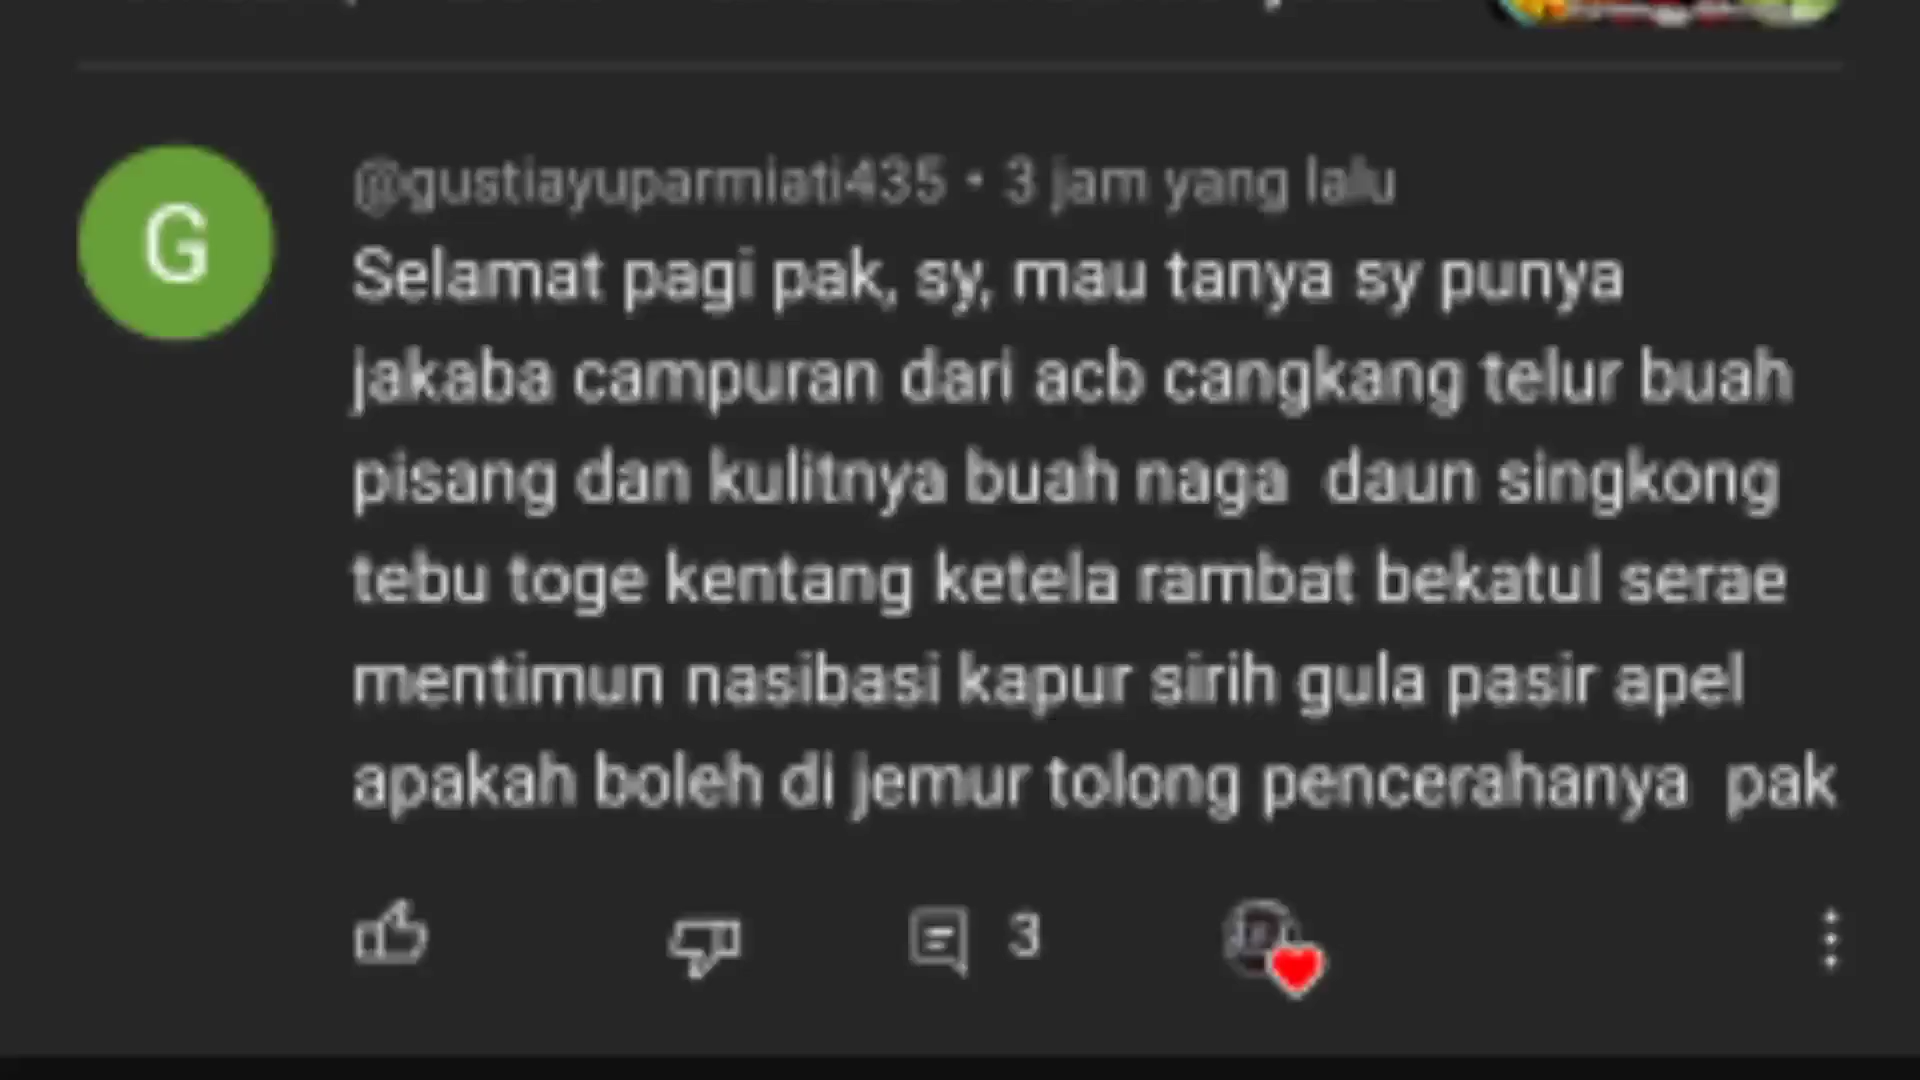 G
@gustiayuparmiati435 • 3 jam yang lalu
Selamat pagi pak, sy, mau tanya sy punya
jakaba campuran dari acb cangkang telur buah
pisang dan kulitnya buah naga daun singkong
tebu toge kentang ketela rambat bekatul serae
mentimun nasibasi kapur sirih gula pasir apel
apakah boleh di jemur tolong pencerahanya pak
3